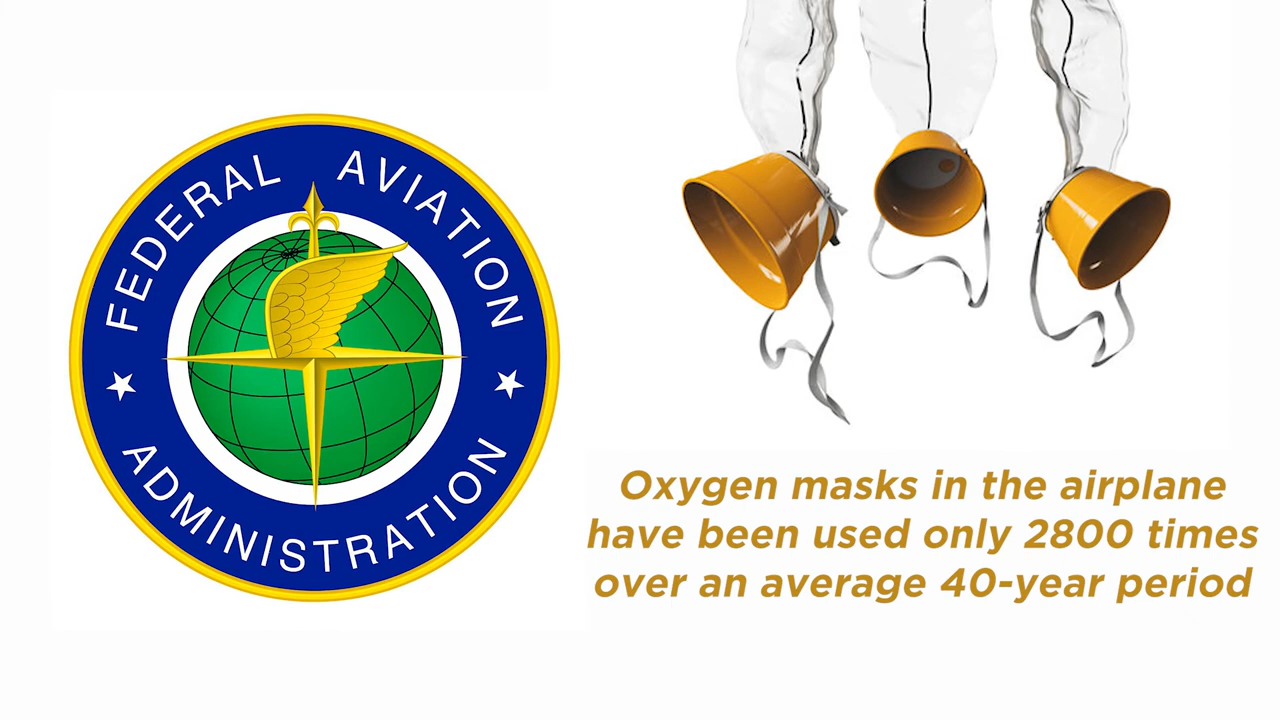 FEDERAL AVIATION
ADMINISTRATION
Oxygen masks in the airplane
have been used only 2800 times
over an average 40-year period